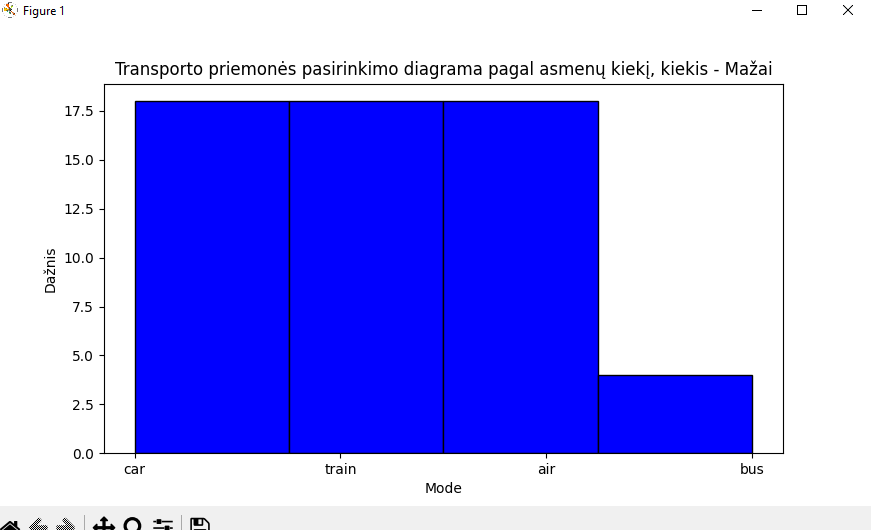 Figure 1
Transporto priemonės pasirinkimo diagrama pagal asmenų kiekį, kiekis - Mažai
17.5
15.0
12.5
10.0
7.5
5.0
2.5
0.0
Dažnis
car train air bus
Mode